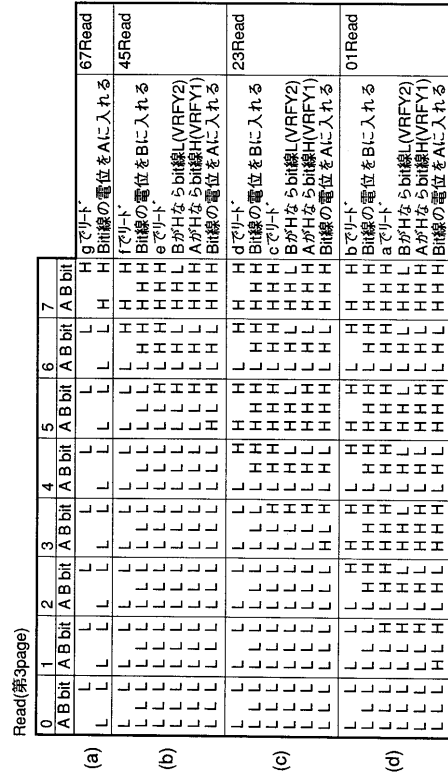 Read(第3page)
0 1 2 3 4 5 6 7
A B bit A B bit A B bit A B bit A B bit A B bit A B bit A B bit
(a)
L L L L L L L H gでリード 67Read
L L L L L L L L L L L L L L H H Biti線の電位をAに入れる
(b)
L L L L L L L L L L L L L H H H fでリード 45Read
L L L L L L L L L L L L L L L L L L L H H H H H Bit線の電位をBに入れる
L L L L L L L L L L L L L L L L L H L H H H H H eでリード
L L L L L L L L L L L L L L L L L H L H L H H L BがHならbit線L(VRFY2)
L L L L L L L L L L L L L L L L L H L H L H H H AがHならbit線H(VRFY1)
L L L L L L L L L L L L L L L H L H L H L H H H Bit線の電位をAに入れる
(c)
L L L L L L L L L H H H L H H H dでリード 23Read
L L L L L L L L L L L L L H H H H H L H H H H H Bit線の電位をBに入れる
L L L L L L L L L L L H L H H H H H L H H H H H cでリード
L L L L L L L L L L L H L H L H H L L H L H H L BがHならbit線L(VRFY2)
L L L L L L L L L L L H L H L H H H L H L H H H AがHならbit線H(VRFY1)
L L L L L L L L L H L H L H L H H H L H L H H H Bit線の電位をAに入れる
(d)
L L L L L H H H L H H H L H H H bでリード 01Read
L L L L L L L H H H H H L H H H H H L H H H H H Bit線の電位をBに入れる
L L L L L H L H H H H H L H H H H H L H H H H H aでリード
L L L L L H L H L H H L L H L H H L L H L H H L BがHならbit線L(VRFY2)
L L L L L H L H L H H H L H L H H H L H L H H H AがHならbit線H(VRFY1)
L L L H L H L H L H H H L H L H H H L H L H H H Bit線の電位をAに入れる